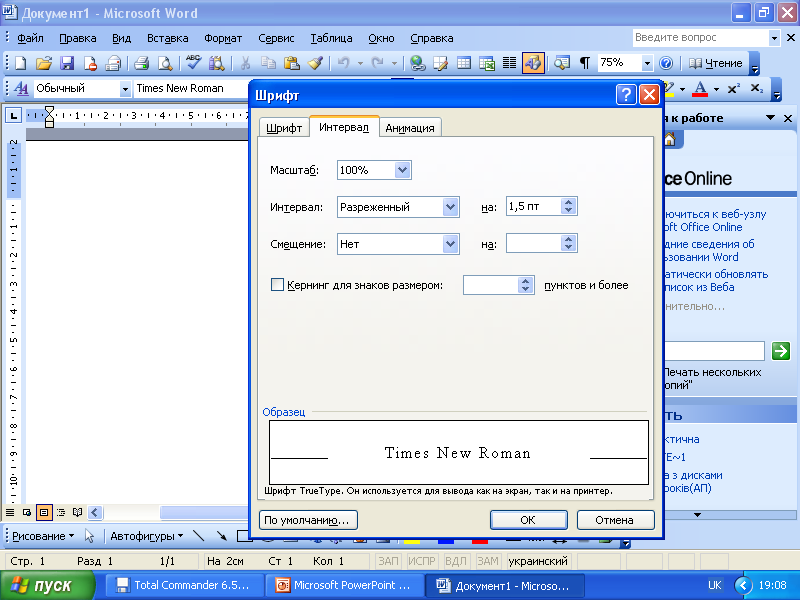 Документ1 - Microsoft Word
Файл Правка Вид Вставка Формат Сервис Таблица Окно Справка
Введите вопрос
75% Чтение
Обычный Times New Roman
Шрифт
Шрифт Интервал Анимация
Масштаб: 100%
Интервал: Разреженный на: 1,5 пт
Смещение: Нет на:
Кернинг для знаков размером: пунктов и более
Образец
Times New Roman
Шрифт TrueType. Он используется для вывода как на экран, так и на принтер.
По умолчанию... ОК Отмена
я к работе
ce Online
ючиться к веб-узлу
oft Office Online
дние сведения об
ьзовании Word
атически обновлять
писок из Веба
нительно...
Печать нескольких
опий"
ть
ктична
ГЕ~1
а з дисками
років(АП)
Рисование Автофигуры
Стр. 1 Разд 1 1/1 На 2см Ст 1 Кол 1 ЗАП ИСПР ВДЛ ЗАМ украинский
пуск Total Commander 6.5... Microsoft PowerPoint ... Документ1 - Microso... UK 19:08